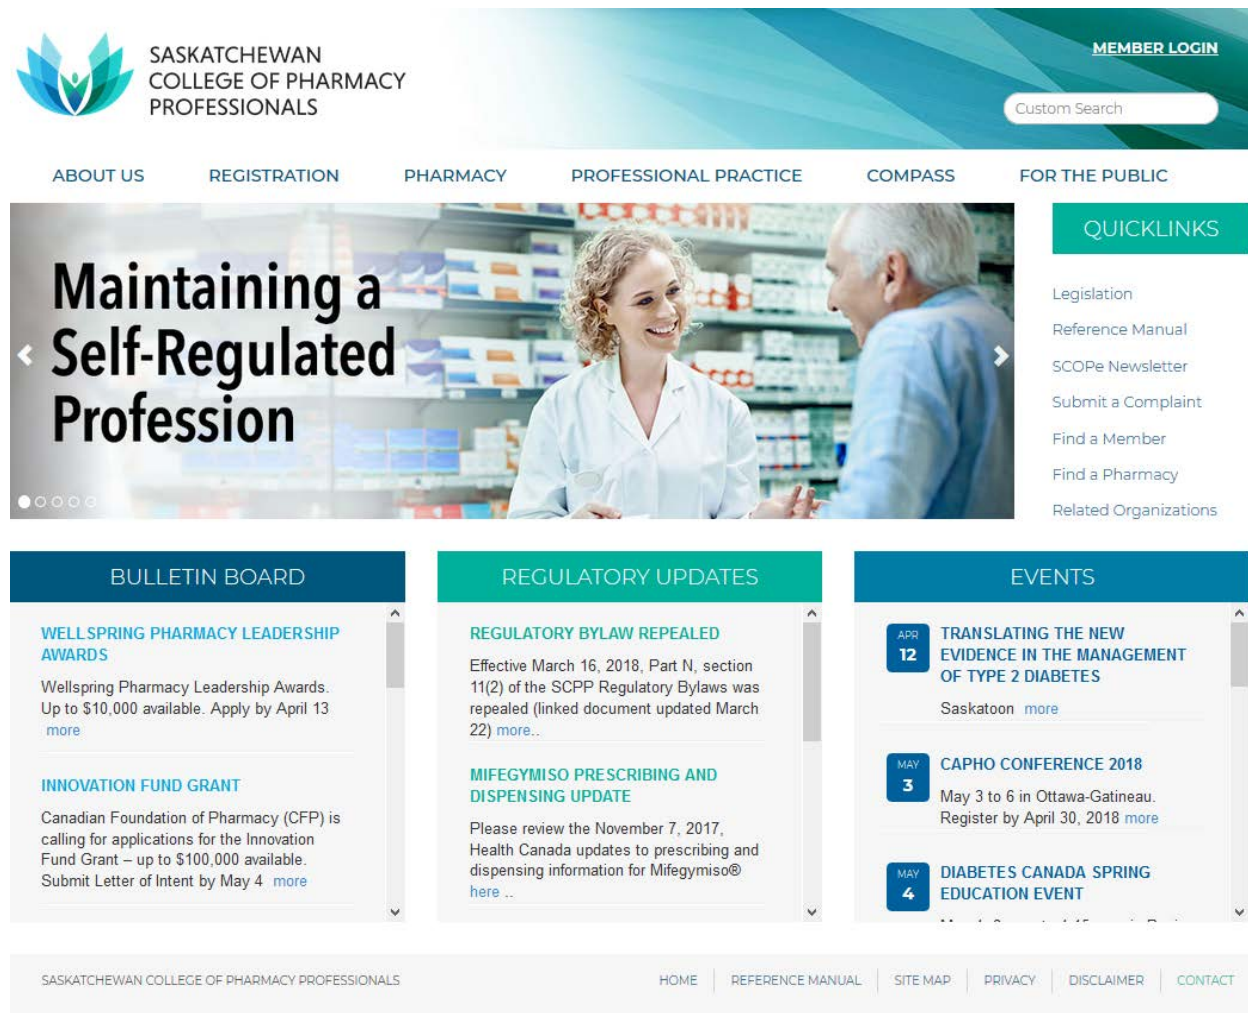 SASKATCHEWAN
COLLEGE OF PHARMACY
PROFESSIONALS
MEMBER LOGIN
Custom Search
ABOUT US
REGISTRATION
PHARMACY
PROFESSIONAL PRACTICE
COMPASS
FOR THE PUBLIC
Maintaining a
Self-Regulated
Profession
QUICKLINKS
Legislation
Reference Manual
SCOPe Newsletter
Submit a Complaint
Find a Member
Find a Pharmacy
Related Organizations
BULLETIN BOARD
WELLSPRING PHARMACY LEADERSHIP
AWARDS
Wellspring Pharmacy Leadership Awards.
Up to $10,000 available. Apply by April 13
more
INNOVATION FUND GRANT
Canadian Foundation of Pharmacy (CFP) is
calling for applications for the Innovation
Fund Grant – up to $100,000 available.
Submit Letter of Intent by May 4 more
REGULATORY UPDATES
REGULATORY BYLAW REPEALED
Effective March 16, 2018, Part N, section
11(2) of the SCPP Regulatory Bylaws was
repealed (linked document updated March
22) more..
MIFEGYMISO PRESCRIBING AND
DISPENSING UPDATE
Please review the November 7, 2017,
Health Canada updates to prescribing and
dispensing information for Mifegymiso®
here ..
EVENTS
APR
12
TRANSLATING THE NEW
EVIDENCE IN THE MANAGEMENT
OF TYPE 2 DIABETES
Saskatoon more
MAY
3
CAPHO CONFERENCE 2018
May 3 to 6 in Ottawa-Gatineau.
Register by April 30, 2018 more
MAY
4
DIABETES CANADA SPRING
EDUCATION EVENT
SASKATCHEWAN COLLEGE OF PHARMACY PROFESSIONALS
HOME
REFERENCE MANUAL
SITE MAP
PRIVACY
DISCLAIMER
CONTACT